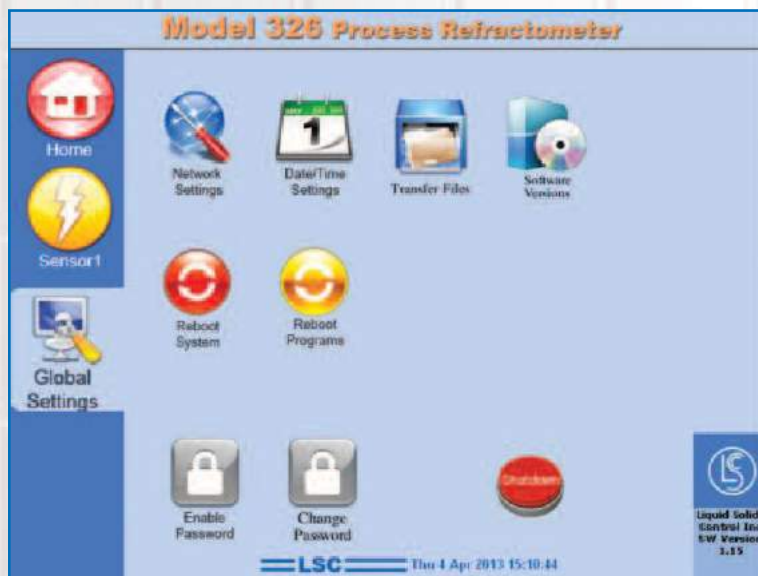 Model 326 Process Refractometer
Home
Sensor1
Global
Settings
Network
Settings
1
Date/Time
Settings
Transfer Files
Software
Versions
Reboot
System
Reboot
Programs
Enable
Password
Change
Password
Shutdown
LSC
Thu 4 Apr 2013 15:10:44
LSC
Liquid Solids
Control Inc
SW Version
1.15